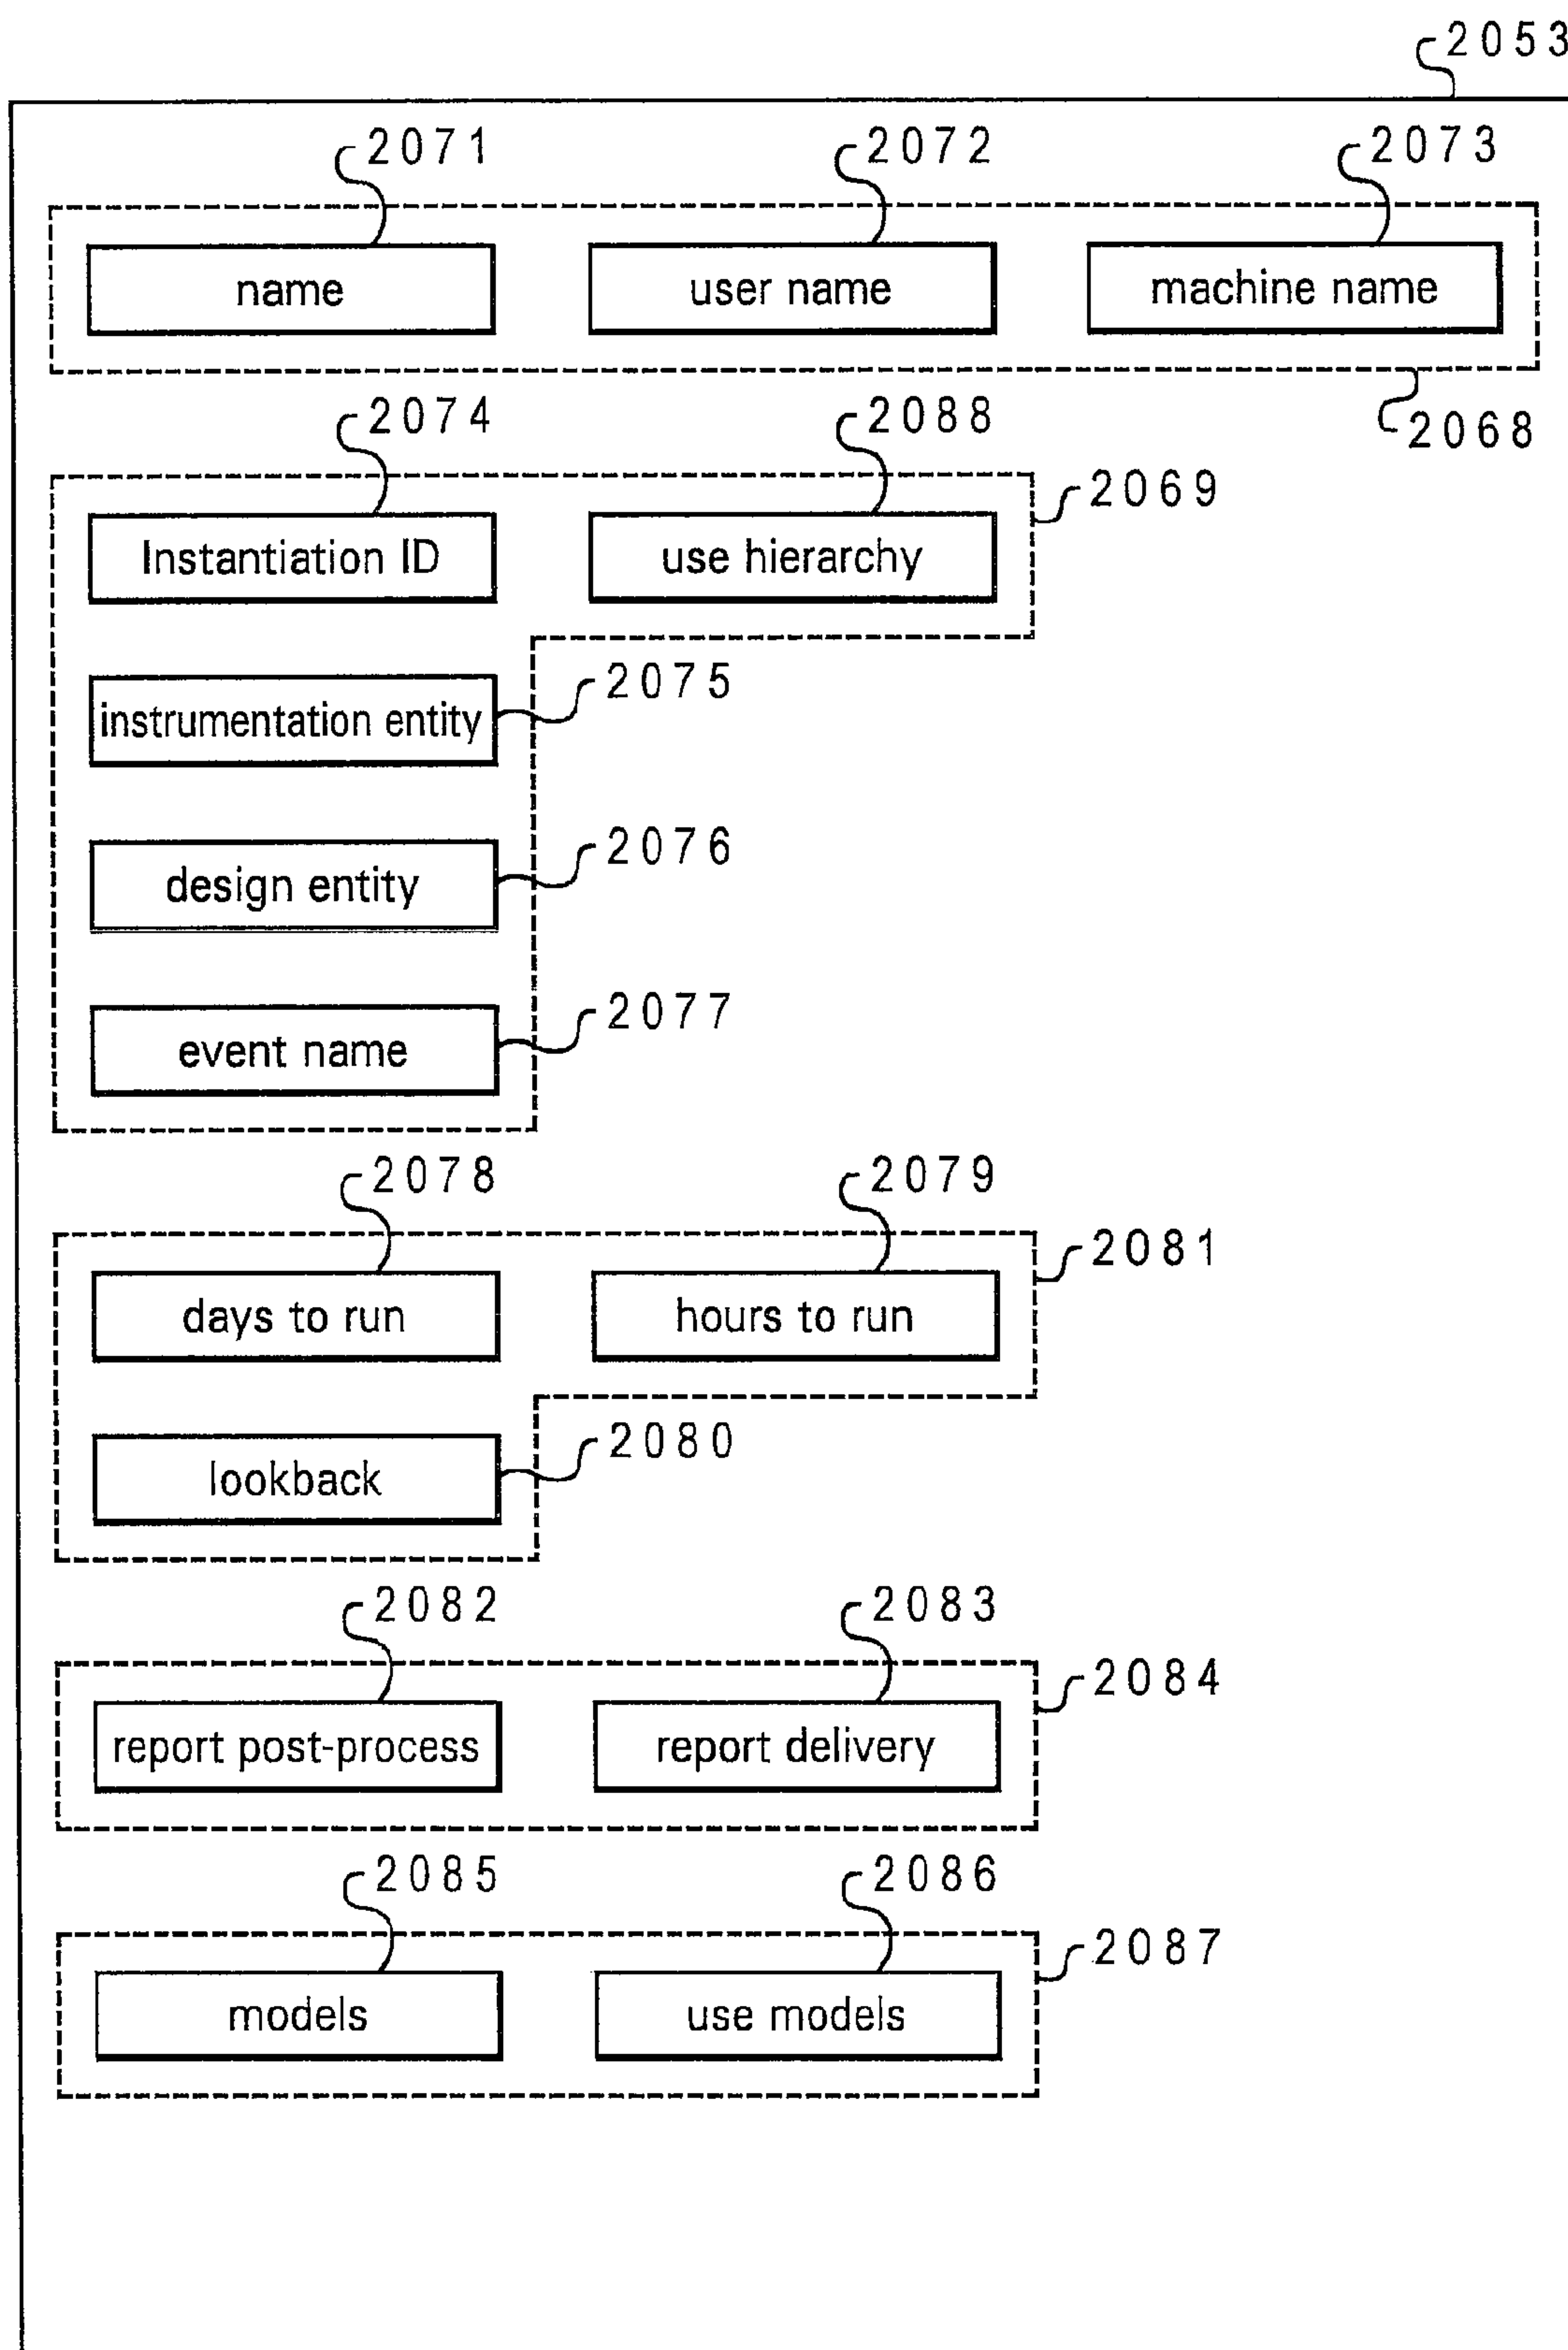 2053
2071 2072 2073
name user name machine name
2068
2074 2088
2069
Instantiation ID use hierarchy
2075
instrumentation entity
2076
design entity
2077
event name
2078 2079
2081
days to run hours to run
2080
lookback
2082 2083
2084
report post-process report delivery
2085 2086
2087
models use models